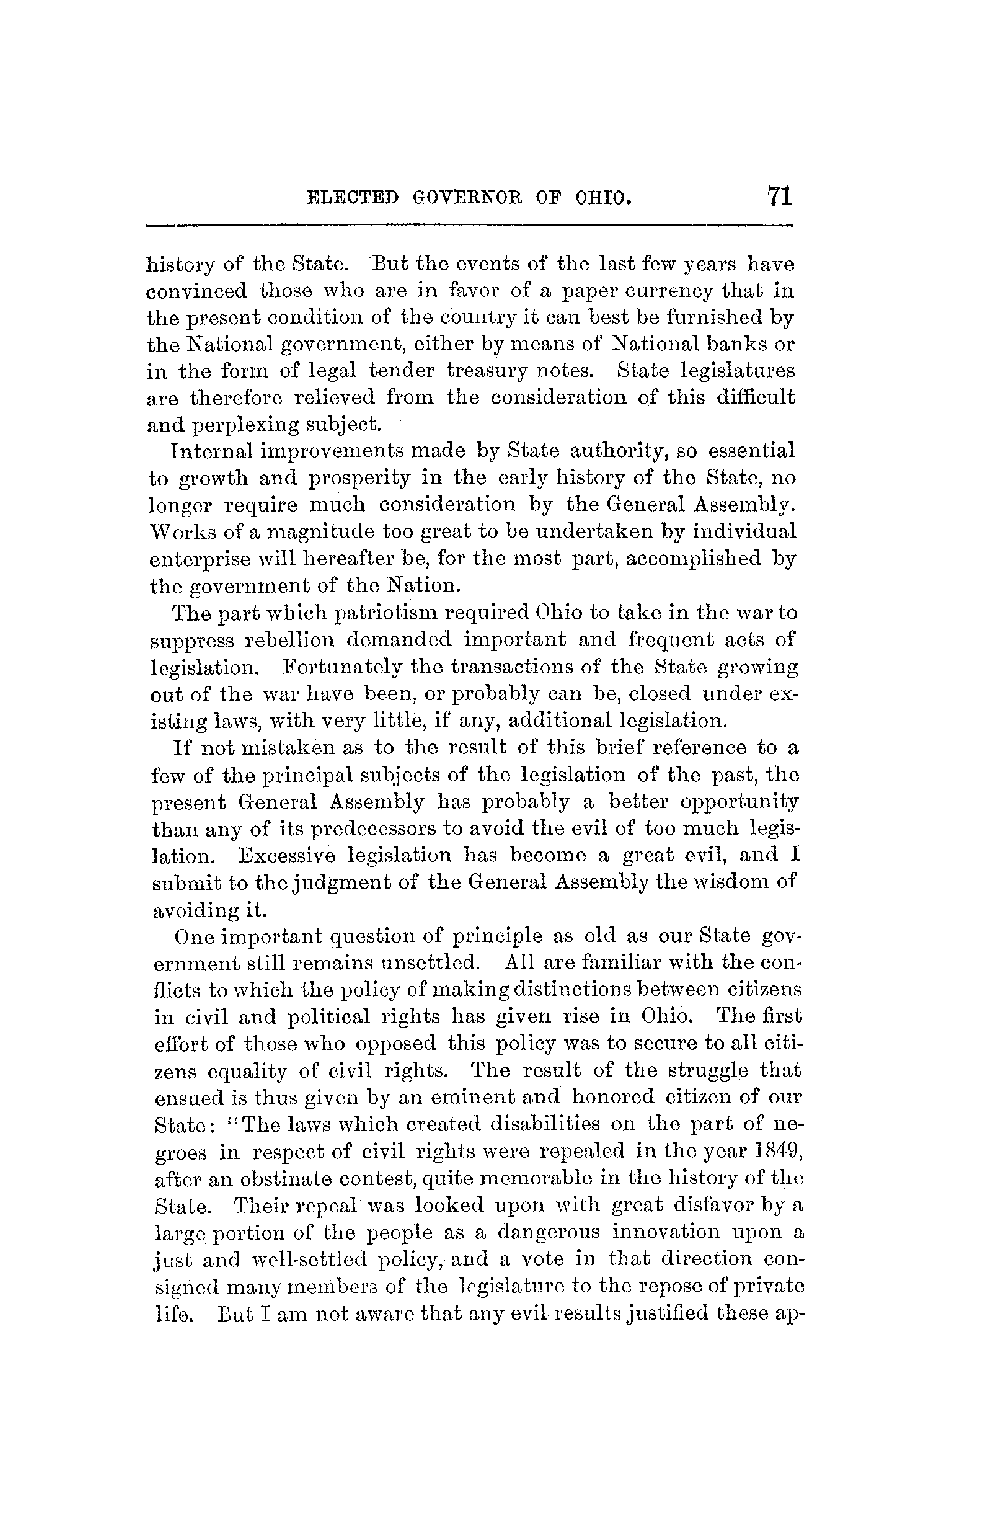 ELECTED GOVERNOR OF OHIO. 71
history of the State. But the events of the last few years have
convinced those who are in favor of a paper currency that in
the present condition of the country it can best be furnished by
the National government, either by means of National banks or
in the form of legal tender treasury notes. State legislatures
are therefore relieved from the consideration of this difficult
and perplexing subject.
Internal improvements made by State authority, so essential
to growth and prosperity in the early history of the State, no
longer require much consideration by the General Assembly.
Works of a magnitude too great to be undertaken by individual
enterprise will hereafter be, for the most part, accomplished by
the government of the Nation.
The part which patriotism required Ohio to take in the war to
suppress rebellion demanded important and frequent acts of
legislation. Fortunately the transactions of the State growing
out of the war have been, or probably can be, closed under ex-
isting laws, with very little, if any, additional legislation.
If not mistaken as to the result of this brief reference to a
few of the principal subjects of the legislation of the past, the
present General Assembly has probably a better opportunity
than any of its predecessors to avoid the evil of too much legis-
lation. Excessive legislation has become a great evil, and I
submit to the judgment of the General Assembly the wisdom of
avoiding it.
One important question of principle as old as our State gov-
ernment still remains unsettled. All are familiar with the con-
flicts to which the policy of making distinctions between citizens
in civil and political rights has given rise in Ohio. The first
effort of those who opposed this policy was to secure to all citi-
zens equality of civil rights. The result of the struggle that
ensued is thus given by an eminent and honored citizen of our
State: "The laws which created disabilities on the part of ne-
groes in respect of civil rights were repealed in the year 1849,
after an obstinate contest, quite memorable in the history of the
State. Their repeal was looked upon with great disfavor by a
large portion of the people as a dangerous innovation upon a
just and well-settled policy, and a vote in that direction con-
signed many members of the legislature to the repose of private
life. But I am not aware that any evil results justified these ap-